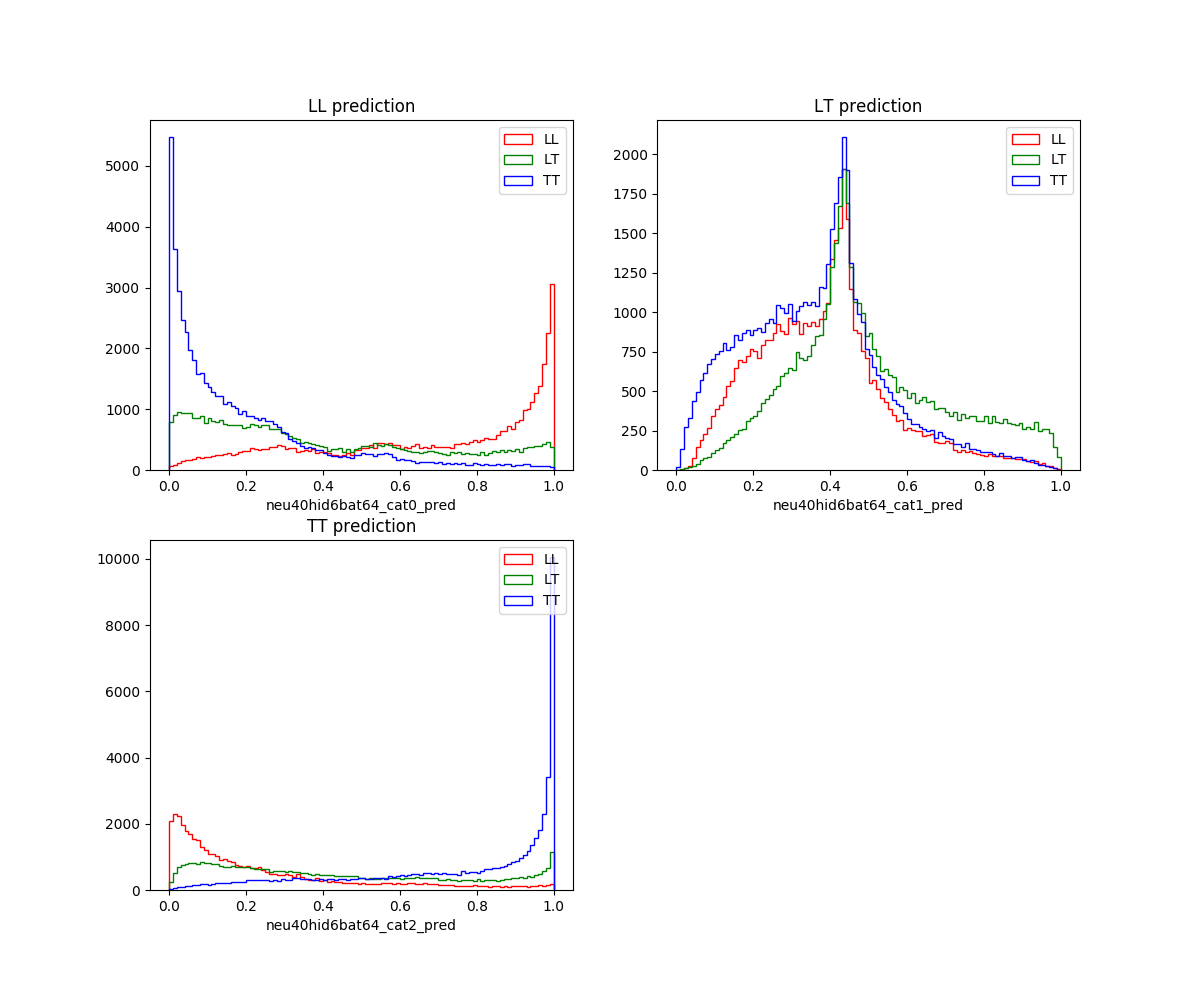 LL prediction
LL
LT
TT
5000
4000
3000
2000
1000
0
0.0 0.2 0.4 0.6 0.8 1.0
neu40hid6bat64_cat0_pred
LT prediction
LL
LT
TT
2000
1750
1500
1250
1000
750
500
250
0
0.0 0.2 0.4 0.6 0.8 1.0
neu40hid6bat64_cat1_pred
TT prediction
LL
LT
TT
10000
8000
6000
4000
2000
0
0.0 0.2 0.4 0.6 0.8 1.0
neu40hid6bat64_cat2_pred